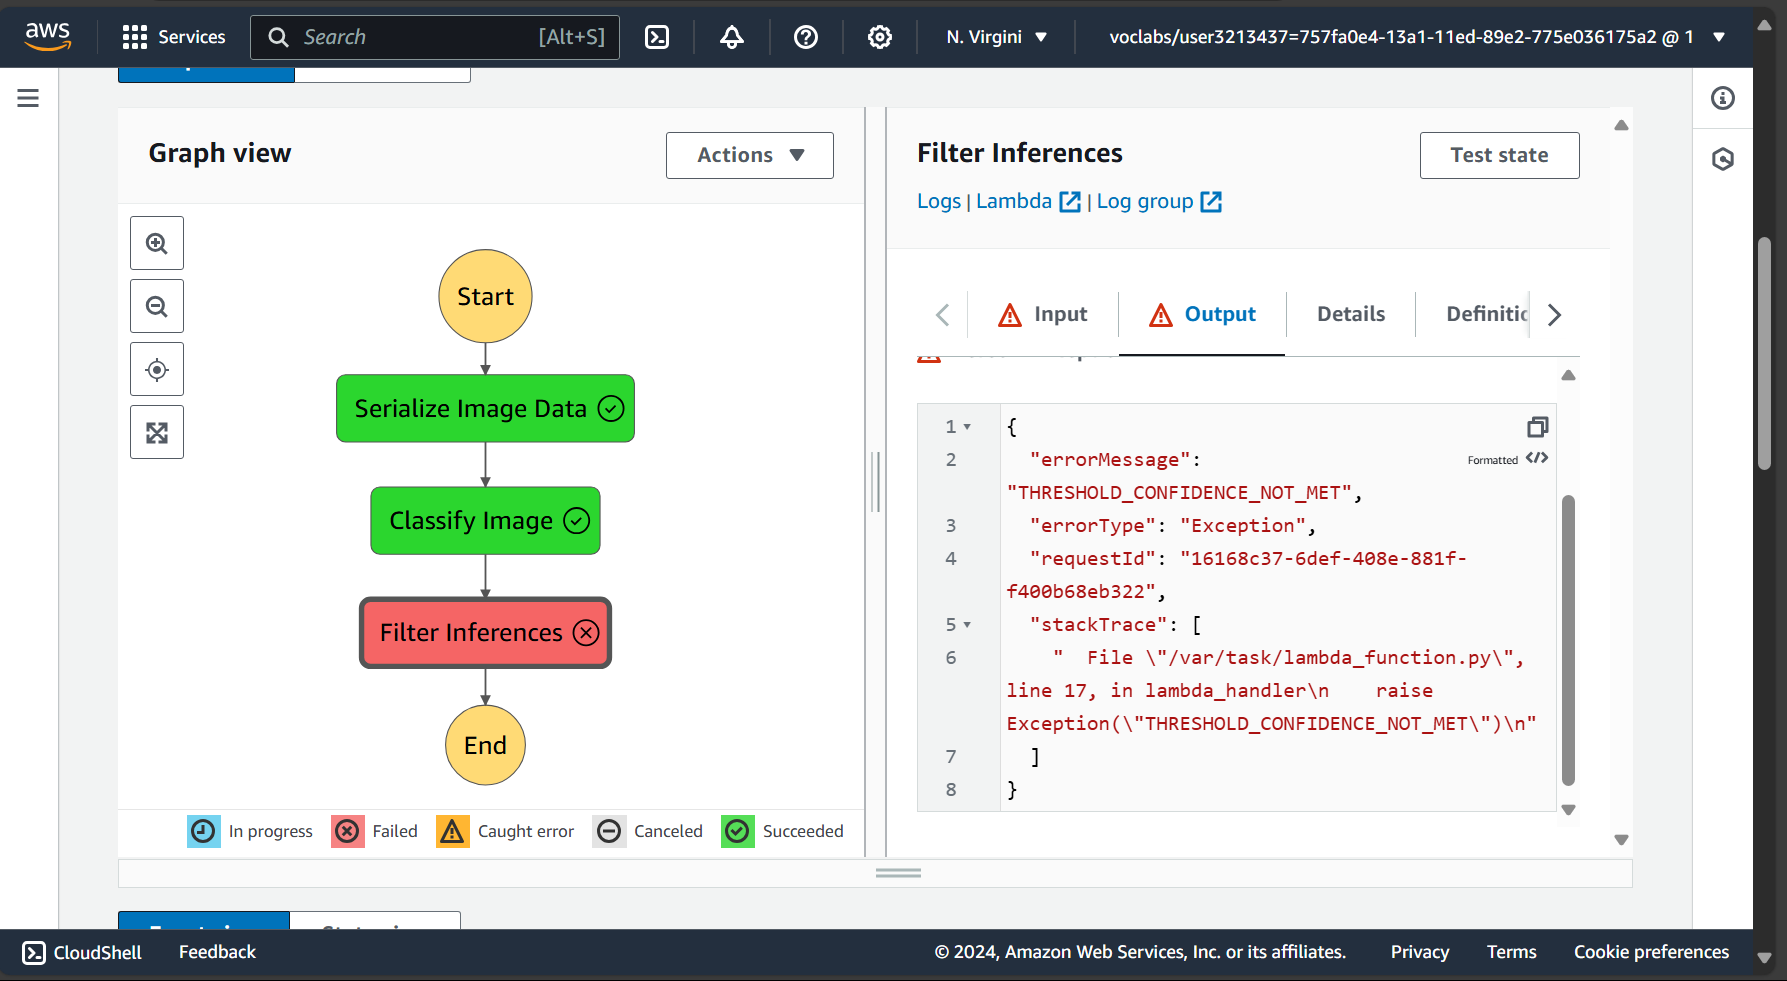 aws
Services
Search
[Alt+S]
N. Virgini
voclabs/user3213437=757fa0e4-13a1-11ed-89e2-775e036175a2 @ 1
Graph view
Actions
Start
Serialize Image Data
Classify Image
Filter Inferences
End
In progress
Failed
Caught error
Canceled
Succeeded
Filter Inferences
Test state
Logs | Lambda | Log group
Input
Output
Details
Definitic
1
{
Formatted
2
"errorMessage":
"THRESHOLD_CONFIDENCE_NOT_MET",
3
"errorType": "Exception",
4
"requestId": "16168c37-6def-408e-881f-
f400b68eb322",
5
"stackTrace": [
6
"  File \"/var/task/lambda_function.py\",
line 17, in lambda_handler\n    raise
Exception(\"THRESHOLD_CONFIDENCE_NOT_MET\")\n"
7
]
8
}
CloudShell
Feedback
© 2024, Amazon Web Services, Inc. or its affiliates.
Privacy
Terms
Cookie preferences